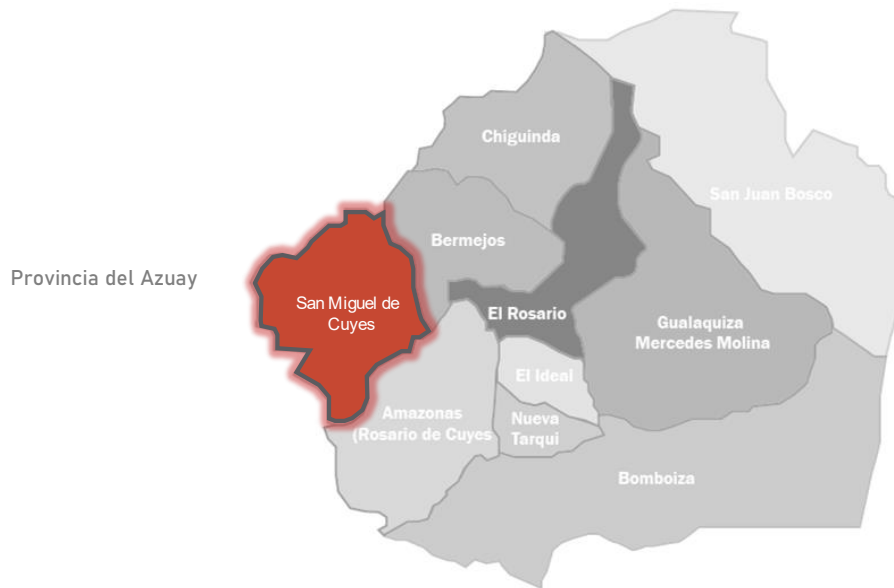 Chiguinda
San Juan Bosco
Bermejos
Provincia del Azuay
San Miguel de
Cuyes
El Rosario
Gualaquiza
Mercedes Molina
El Ideal
Amazonas
(Rosario de Cuyes
Nueva
Tarqui
Bomboiza